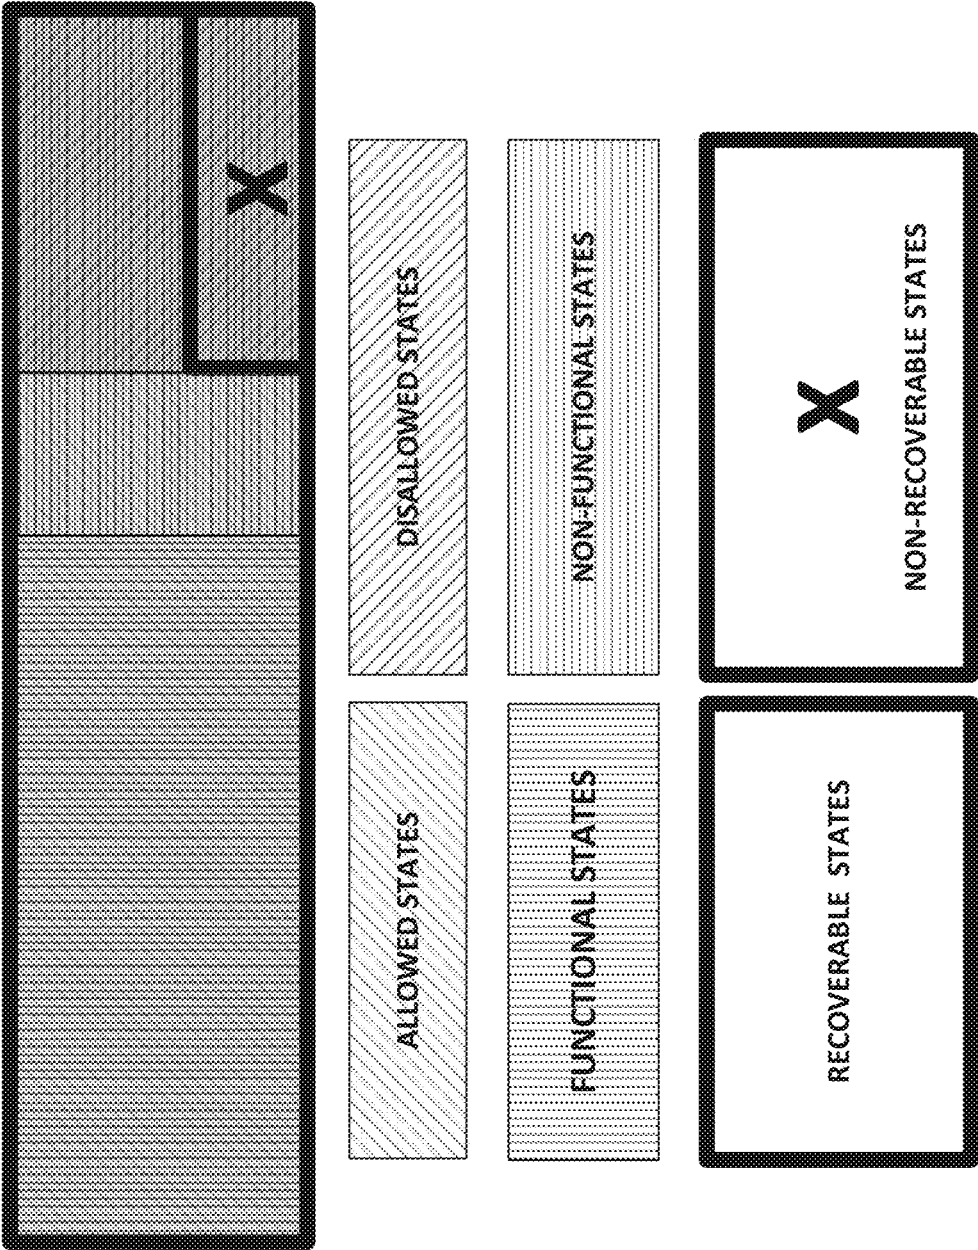 X
ALLOWED STATES
DISALLOWED STATES
FUNCTIONAL STATES
NON-FUNCTIONAL STATES
RECOVERABLE STATES
X
NON-RECOVERABLE STATES